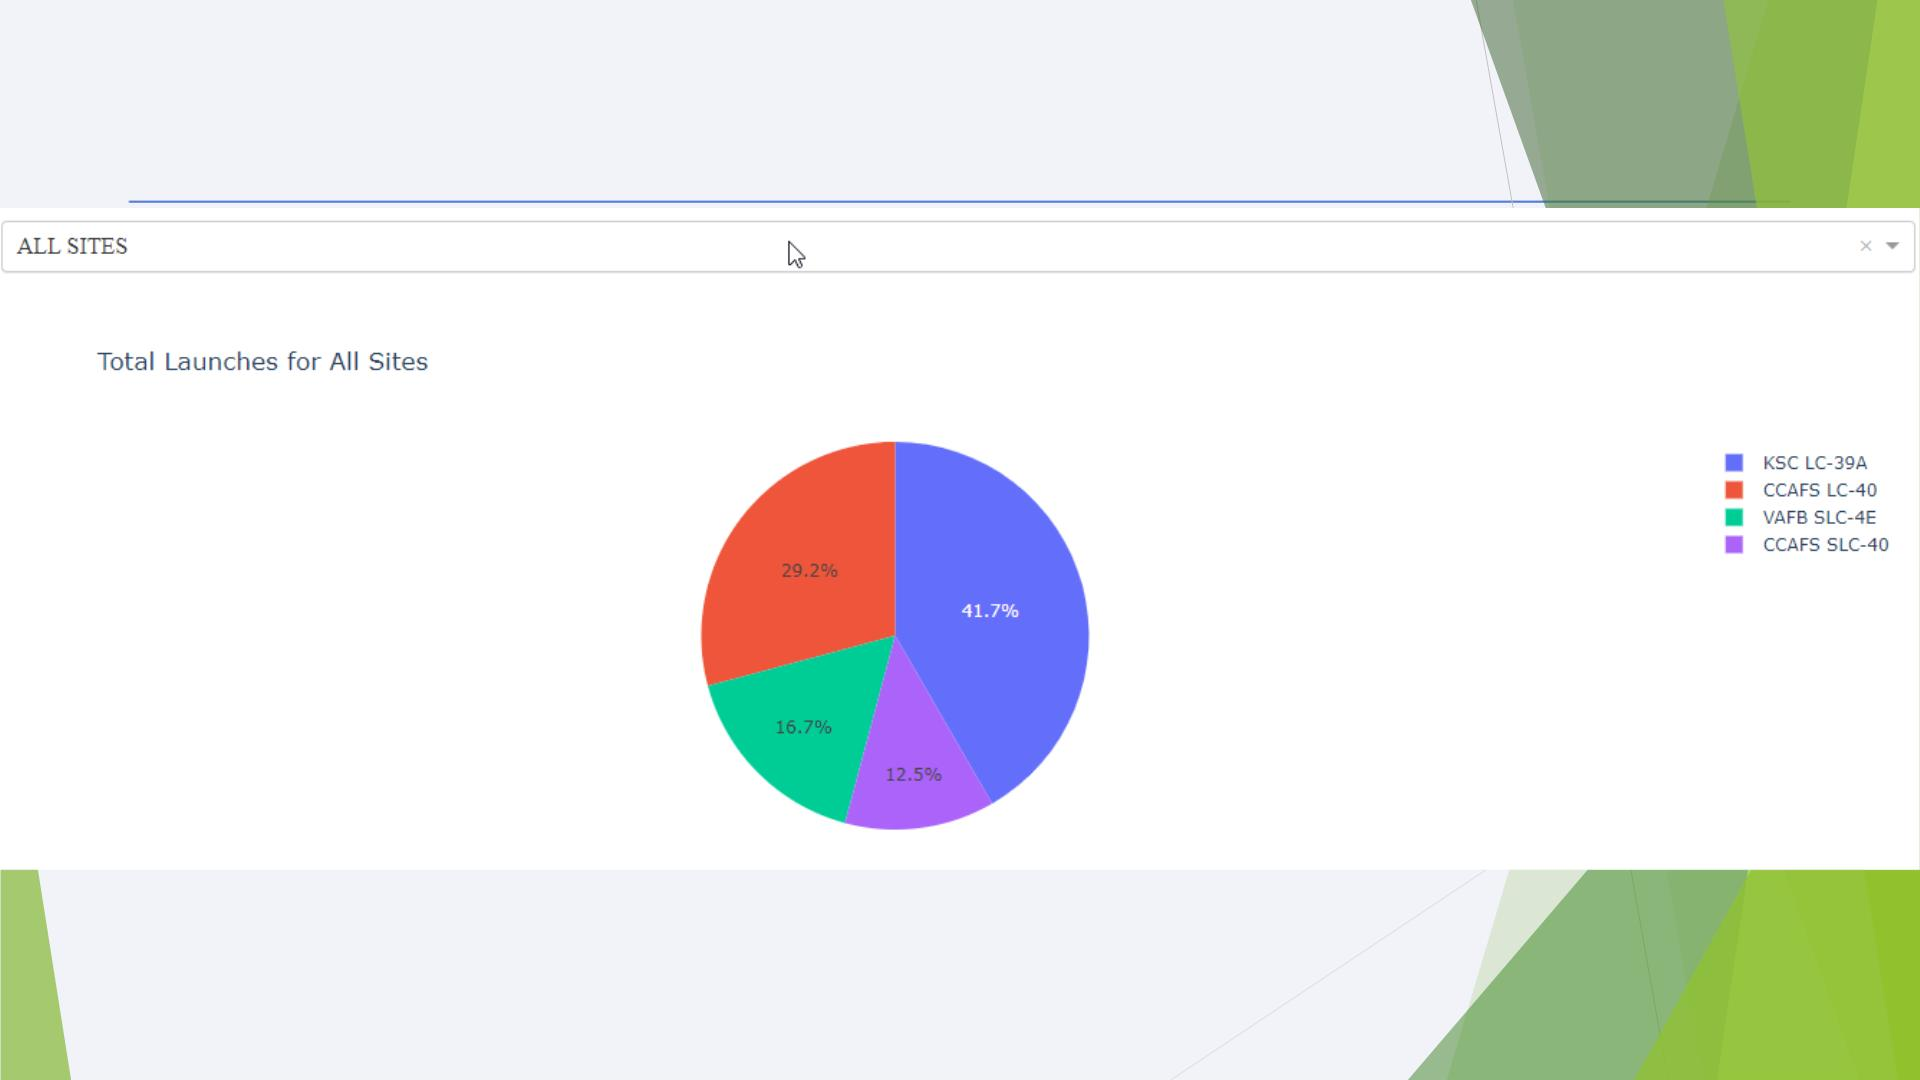 ALL SITES
Total Launches for All Sites
KSC LC-39A
CCAFS LC-40
VAFB SLC-4E
CCAFS SLC-40
29.2%
41.7%
16.7%
12.5%